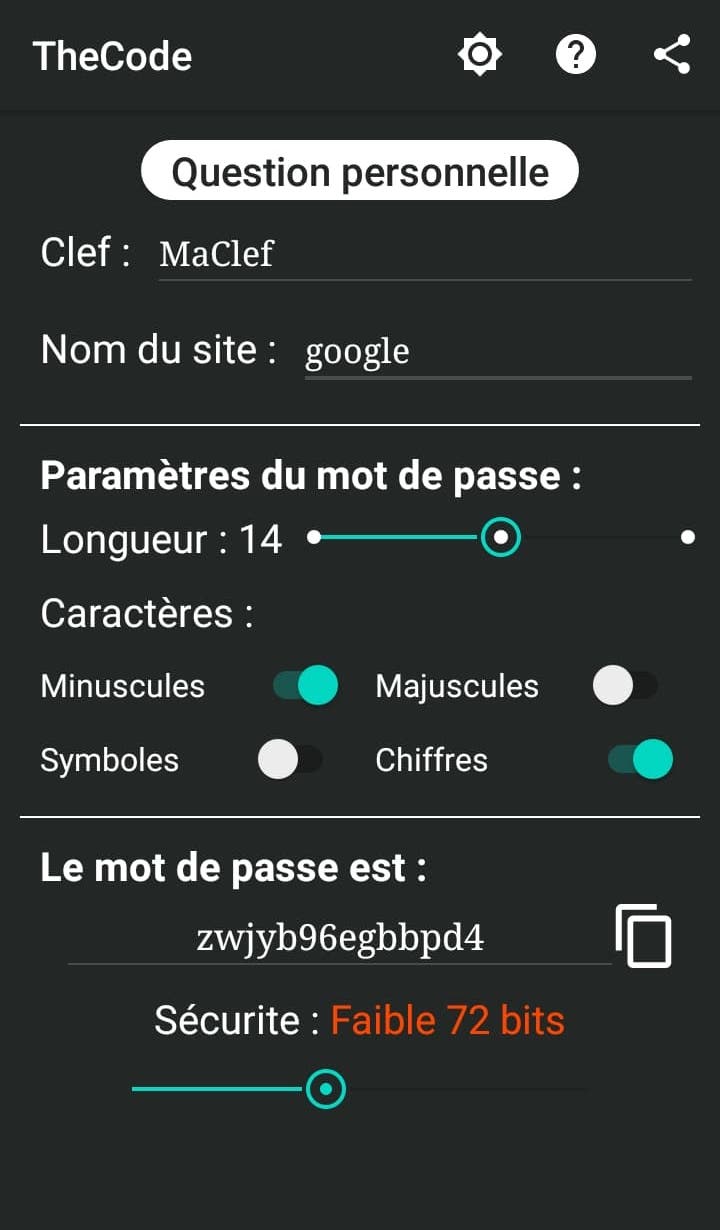 TheCode
Question personnelle
Clef : MaClef
Nom du site : google
Paramètres du mot de passe :
Longueur : 14
Caractères :
Minuscules Majuscules
Symboles Chiffres
Le mot de passe est :
zwjyb96egbbpd4
Sécurite : Faible 72 bits